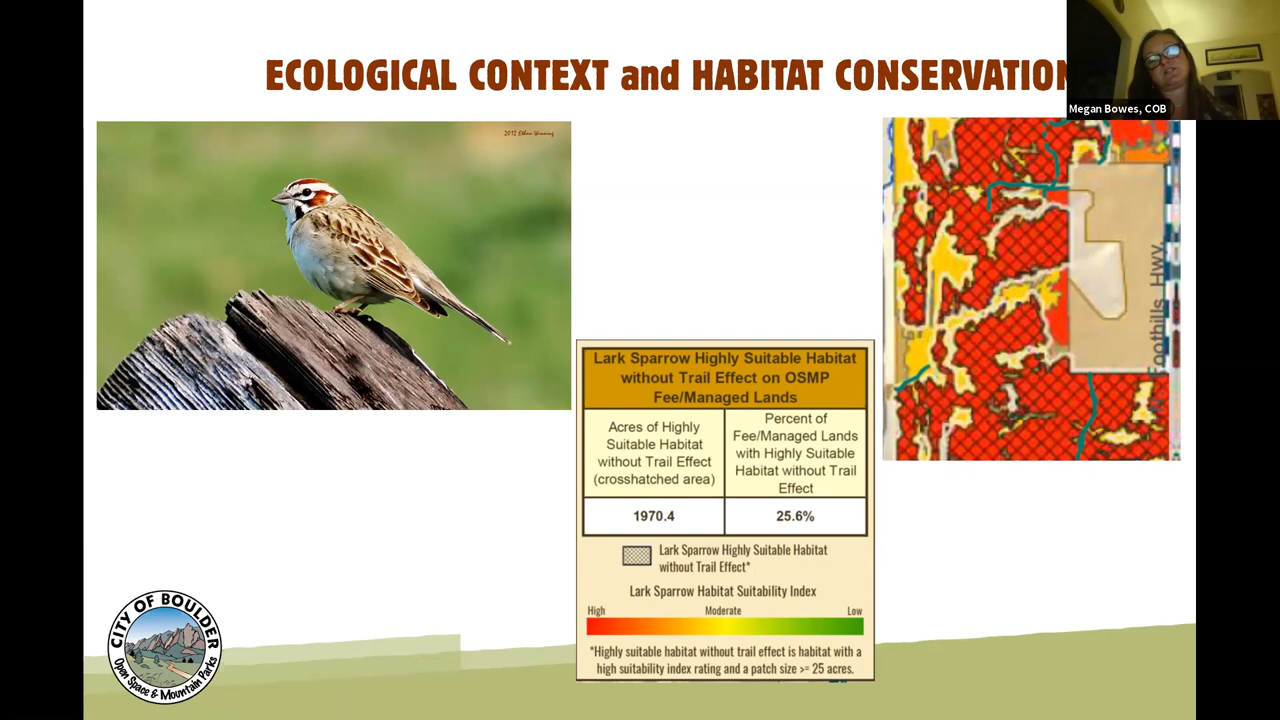 ECOLOGICAL CONTEXT and HABITAT CONSERVATION
Megan Bowes, COB
2012 Ethan Winning
Foothills Hwy
Lark Sparrow Highly Suitable Habitat
without Trail Effect on OSMP
Fee/Managed Lands
Acres of Highly
Suitable Habitat
without Trail Effect
(crosshatched area)
Percent of
Fee/Managed Lands
with Highly Suitable
Habitat without Trail
Effect
1970.4
25.6%
Lark Sparrow Highly Suitable Habitat
without Trail Effect*
Lark Sparrow Habitat Suitability Index
High Moderate Low
*Highly suitable habitat without trail effect is habitat with a
high suitability index rating and a patch size >= 25 acres.
CITY OF BOULDER
Open Space & Mountain Parks